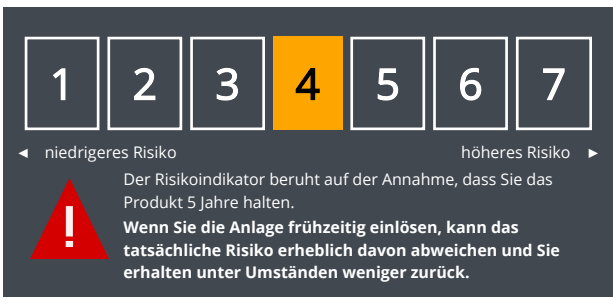 1 2 3 4 5 6 7
◄ niedrigeres Risiko höheres Risiko ►
Der Risikoindikator beruht auf der Annahme, dass Sie das
Produkt 5 Jahre halten.
Wenn Sie die Anlage frühzeitig einlösen, kann das
tatsächliche Risiko erheblich davon abweichen und Sie
erhalten unter Umständen weniger zurück.
!